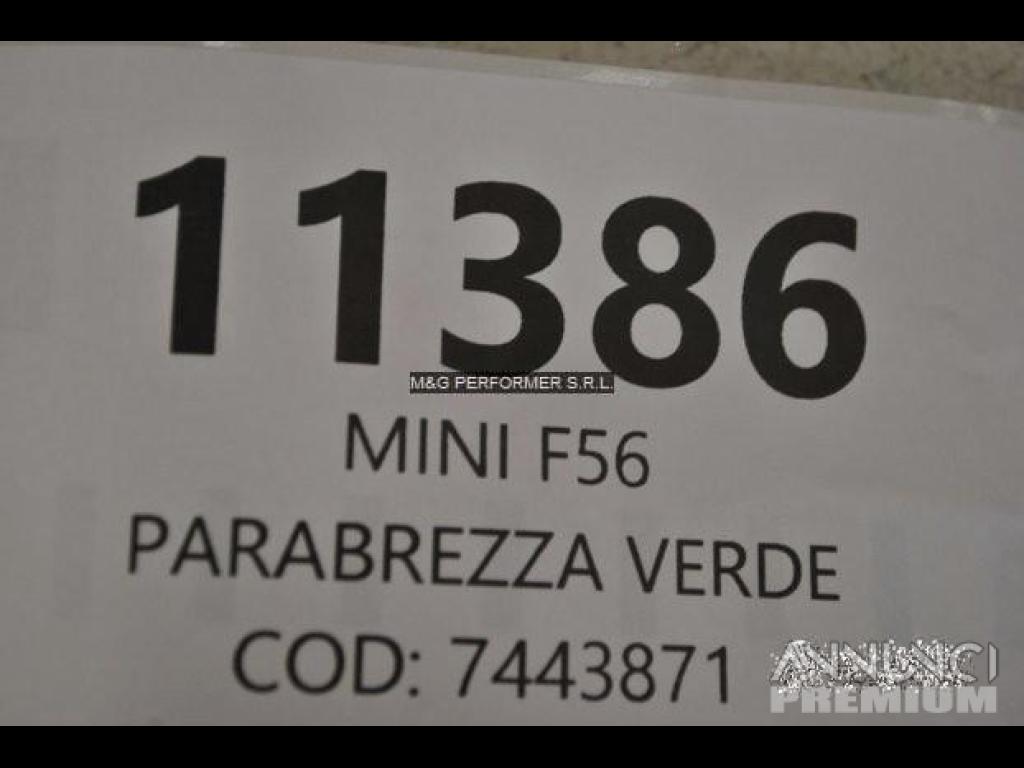 11386
M&G PERFORMER S.R.L.
MINI F56
PARABREZZA VERDE
COD: 7443871
ANNUNCI
PREMIUM